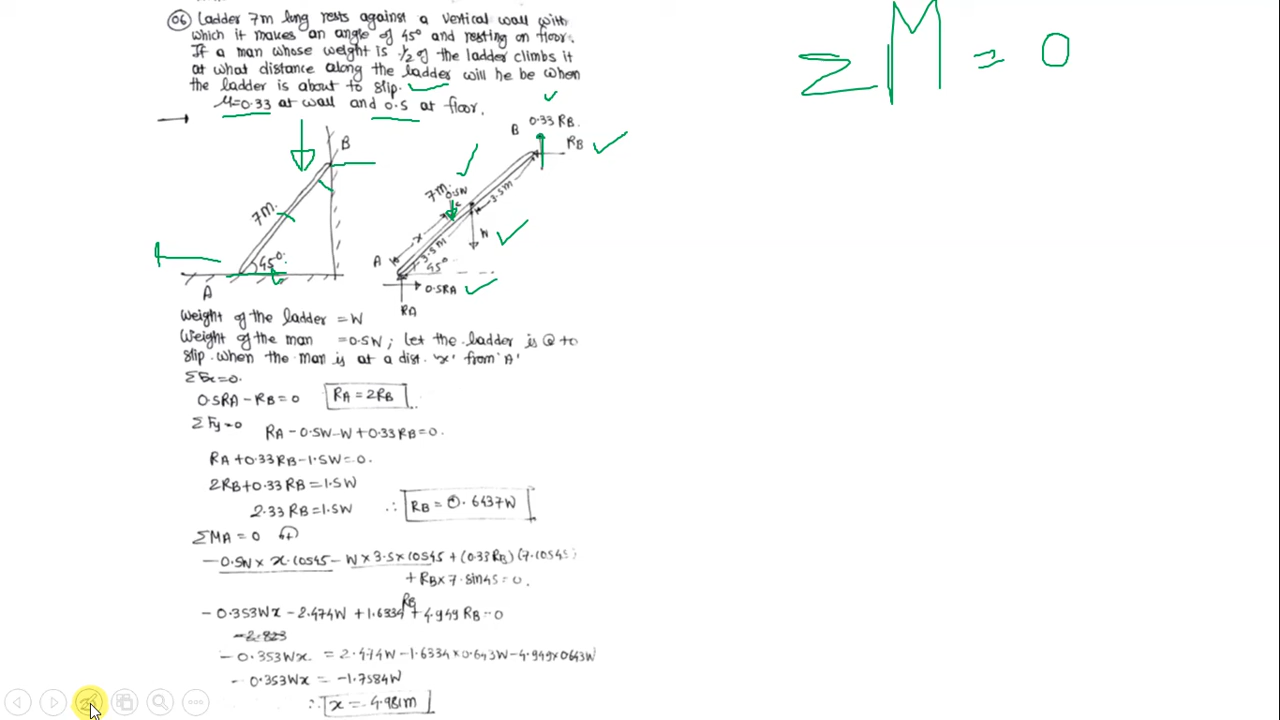 06 Ladder 7m long rests against a vertical wall with
which it makes an angle of 45° and resting on floor.
If a man whose weight is 1/2 of the ladder climbs it
at what distance along the ladder will he be when
the ladder is about to slip.
μ=0.33 at wall and 0.5 at floor.
ΣM = 0
B
7m.
45°
A
B 0.33 RB.
RB
7m.
0.5W
3.5m
x
W
3.5m
A
45°
0.5RA
RA
Weight of the ladder = W
Weight of the man = 0.5W; let the ladder is @ to
slip when the man is at a dist. 'x' from 'A'
ΣFx=0.
0.5RA - RB = 0 RA = 2RB
ΣFy=0 RA - 0.5W - W + 0.33RB=0.
RA + 0.33RB - 1.5W = 0.
2RB + 0.33RB = 1.5W
2.33 RB = 1.5W ∴ RB = 0.6437W
ΣMA = 0
- 0.5W x x.cos45 - W x 3.5 x cos45 + (0.33RB) (7.cos45)
+ RB x 7.sin45 = 0.
- 0.353Wx - 2.474W + 1.6334 RB + 4.949 RB = 0
-2.823
- 0.353Wx = 2.474W - 1.6334 x 0.643W - 4.949x0.643W
- 0.353Wx = -1.7584W
∴ x = 4.981m